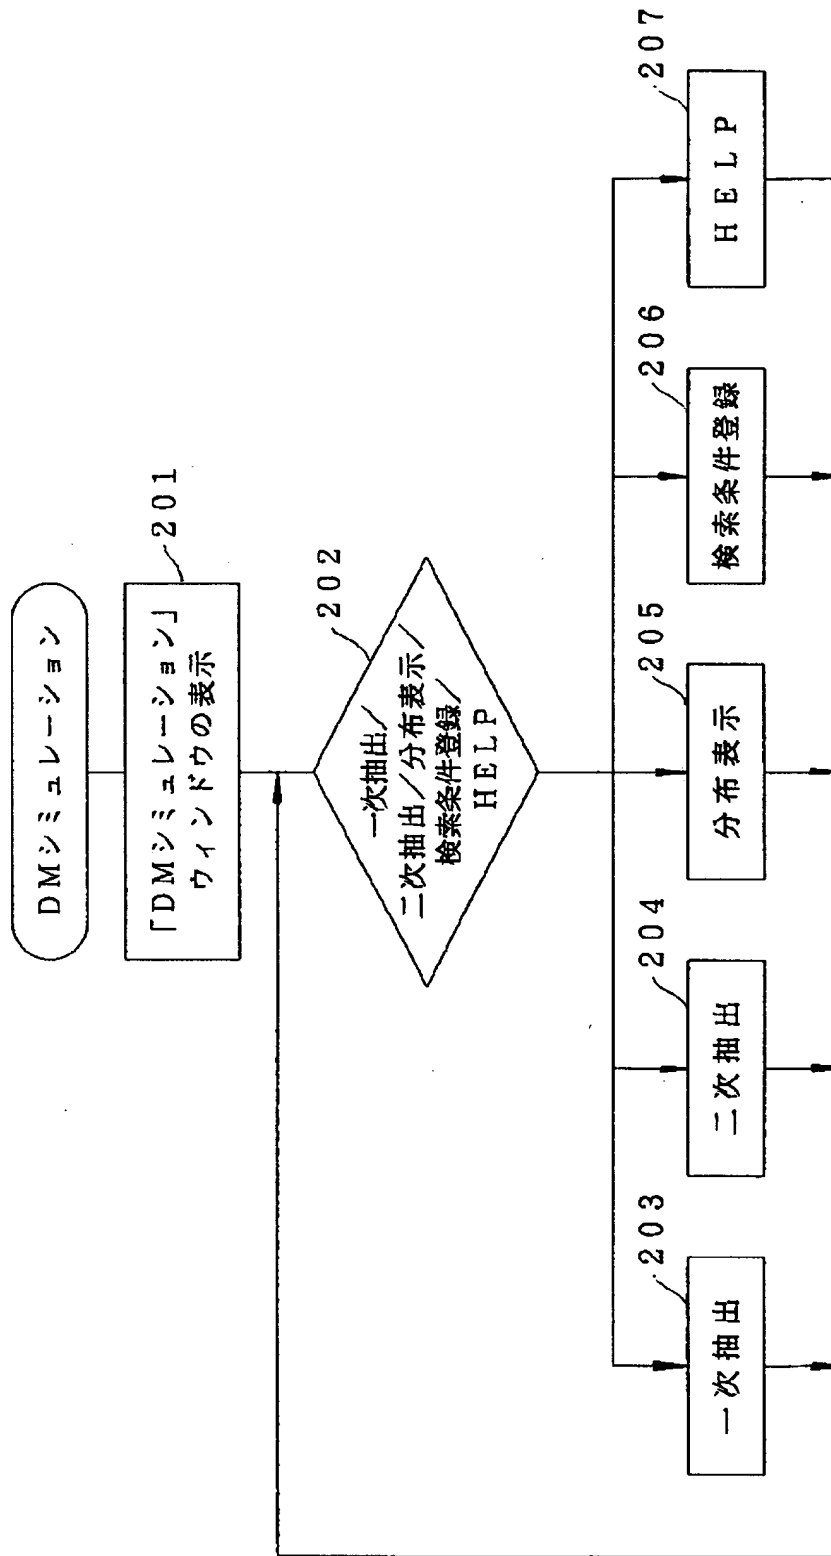 DMシミュレーション
「DMシミュレーション」
ウィンドウの表示
201
一次抽出／
二次抽出／分布表示／
検索条件登録／
HELP
202
一次抽出
203
二次抽出
204
分布表示
205
検索条件登録
206
HELP
207